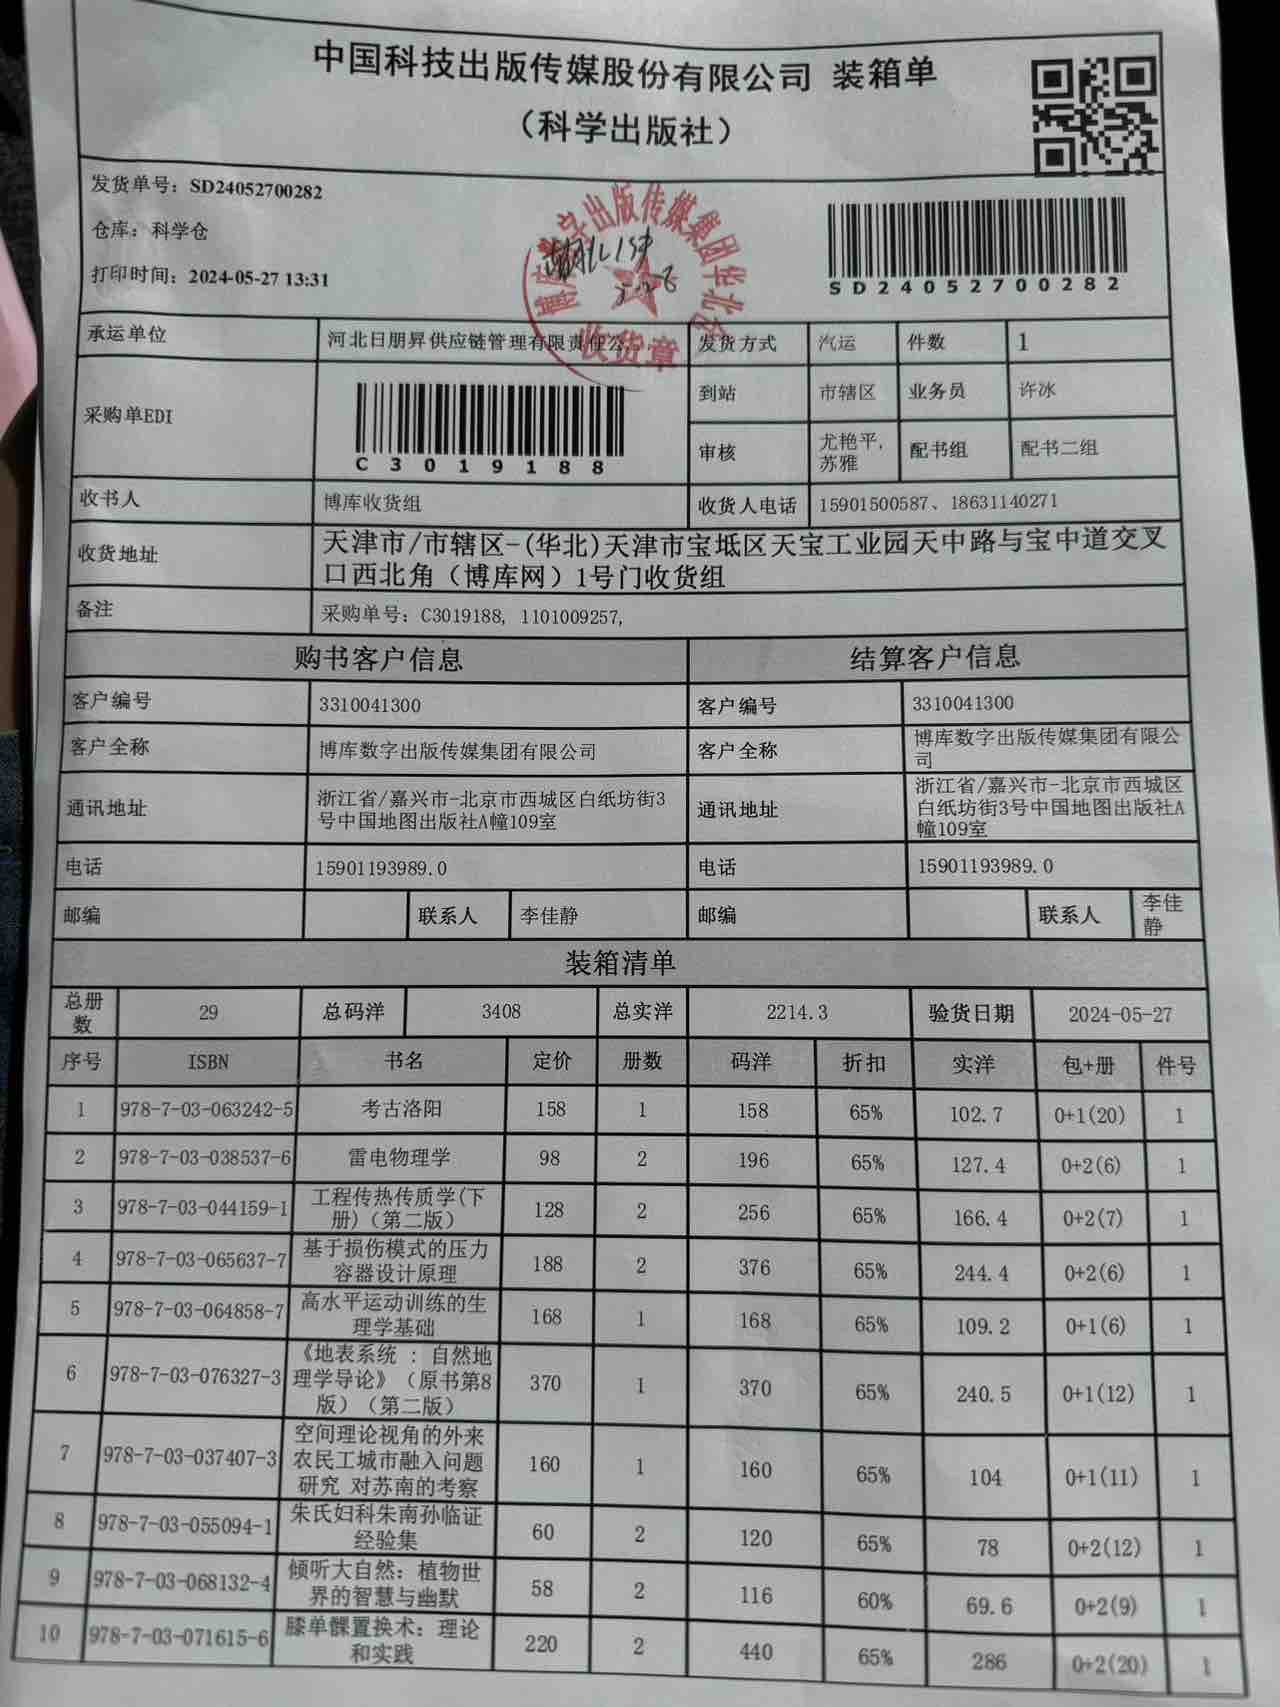 中国科技出版传媒股份有限公司 装箱单
（科学出版社）
发货单号：SD24052700282
仓库：科学仓
打印时间：2024-05-27 13:31
博库数字出版传媒集团华北仓
收货章
SD24052700282
承运单位 河北日朋昇供应链管理有限责任公 发货方式 汽运 件数 1
采购单EDI C3019188 到站 市辖区 业务员 许冰
审核 尤艳平, 配书组 配书二组
苏雅
收书人 博库收货组 收货人电话 15901500587、18631140271
收货地址 天津市/市辖区-(华北)天津市宝坻区天宝工业园天中路与宝中道交叉
口西北角（博库网）1号门收货组
备注 采购单号：C3019188, 1101009257,
购书客户信息 结算客户信息
客户编号 3310041300 客户编号 3310041300
客户全称 博库数字出版传媒集团有限公司 客户全称 博库数字出版传媒集团有限公
司
通讯地址 浙江省/嘉兴市-北京市西城区白纸坊街3 通讯地址 浙江省/嘉兴市-北京市西城区
号中国地图出版社A幢109室 白纸坊街3号中国地图出版社A
幢109室
电话 15901193989.0 电话 15901193989.0
邮编 联系人 李佳静 邮编 联系人 李佳
静
装箱清单
总册 29 总码洋 3408 总实洋 2214.3 验货日期 2024-05-27
数
序号 ISBN 书名 定价 册数 码洋 折扣 实洋 包+册 件号
1 978-7-03-063242-5 考古洛阳 158 1 158 65% 102.7 0+1(20) 1
2 978-7-03-038537-6 雷电物理学 98 2 196 65% 127.4 0+2(6) 1
3 978-7-03-044159-1 工程传热传质学(下 128 2 256 65% 166.4 0+2(7) 1
册)（第二版）
4 978-7-03-065637-7 基于损伤模式的压力 188 2 376 65% 244.4 0+2(6) 1
容器设计原理
5 978-7-03-064858-7 高水平运动训练的生 168 1 168 65% 109.2 0+1(6) 1
理学基础
6 978-7-03-076327-3 《地表系统 ：自然地 370 1 370 65% 240.5 0+1(12) 1
理学导论》（原书第8
版）（第二版）
7 978-7-03-037407-3 空间理论视角的外来 160 1 160 65% 104 0+1(11) 1
农民工城市融入问题
研究 对苏南的考察
8 978-7-03-055094-1 朱氏妇科朱南孙临证 60 2 120 65% 78 0+2(12) 1
经验集
9 978-7-03-068132-4 倾听大自然：植物世 58 2 116 60% 69.6 0+2(9) 1
界的智慧与幽默
10 978-7-03-071615-6 膝单髁置换术：理论 220 2 440 65% 286 0+2(20) 1
和实践